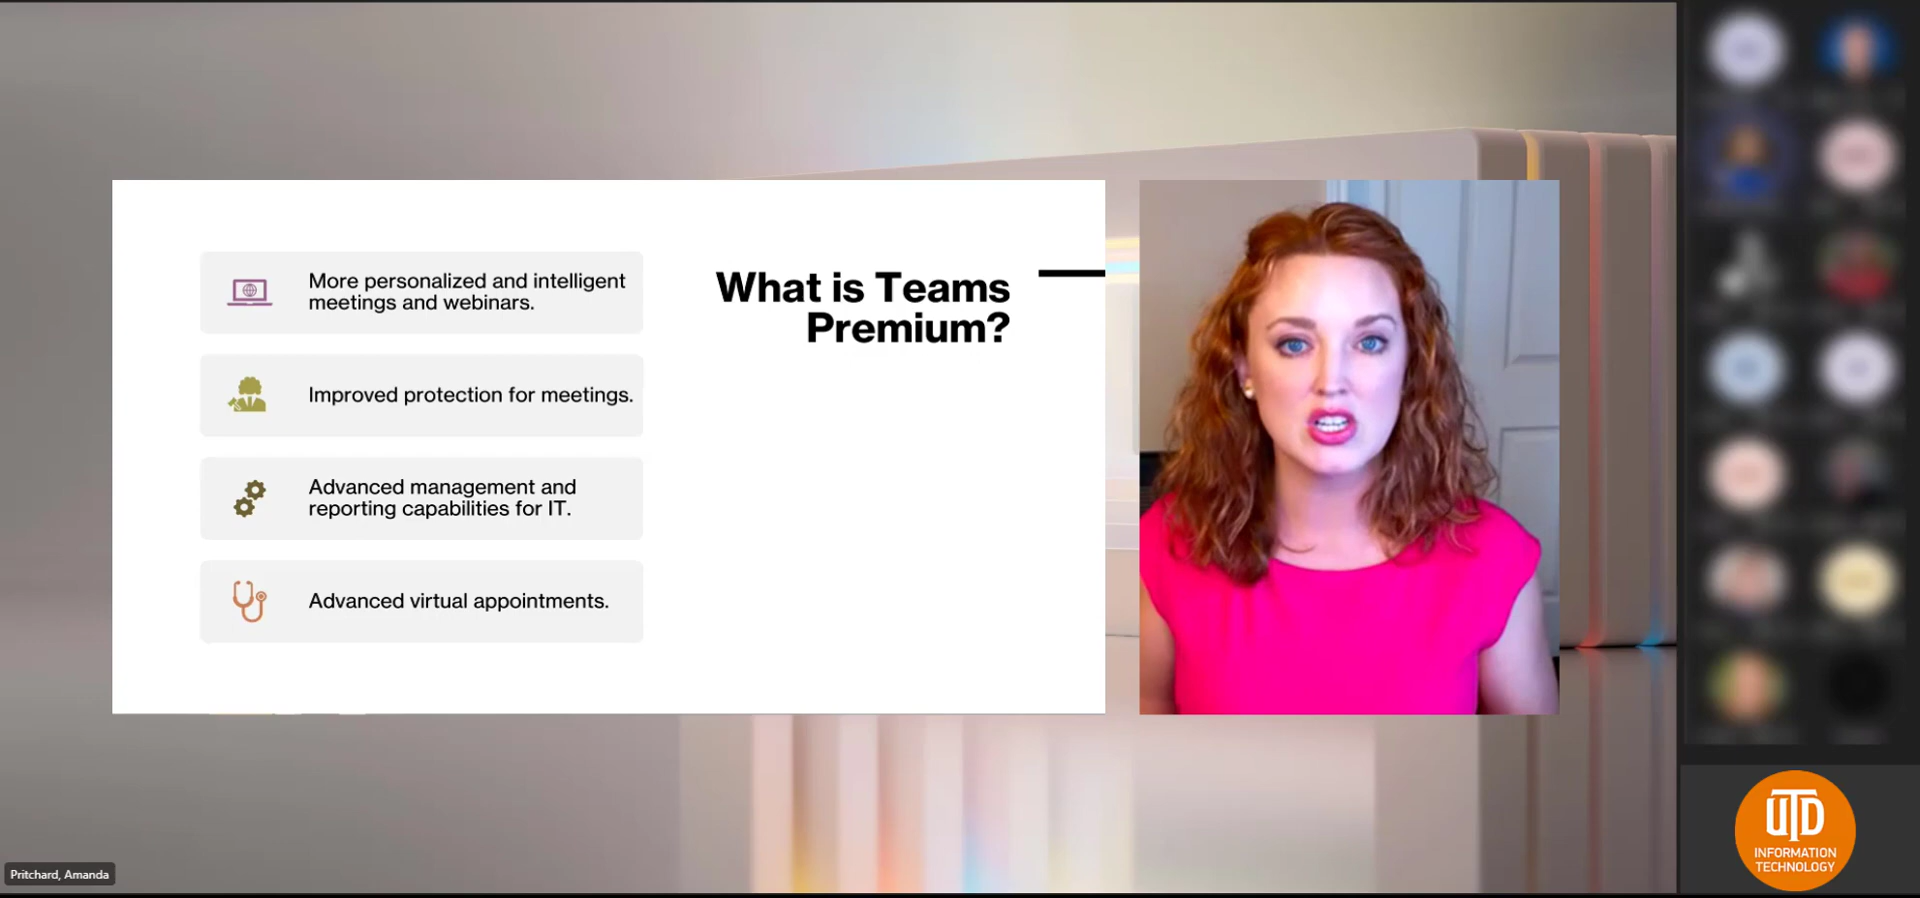 More personalized and intelligent
meetings and webinars.
Improved protection for meetings.
Advanced management and
reporting capabilities for IT.
Advanced virtual appointments.
What is Teams
Premium?
Pritchard, Amanda
UTD
INFORMATION
TECHNOLOGY